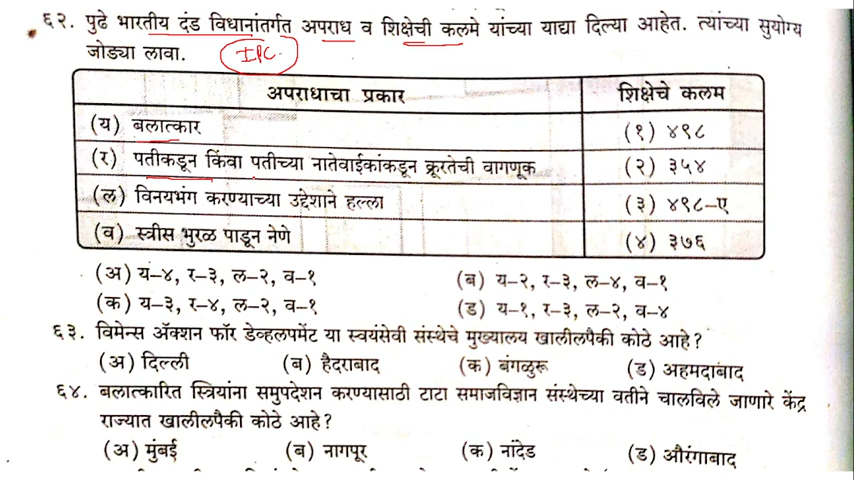 ६२. पुढे भारतीय दंड विधानांतर्गत अपराध व शिक्षेची कलमे यांच्या याद्या दिल्या आहेत. त्यांच्या सुयोग्य
जोड्या लावा. IPC.
अपराधाचा प्रकार शिक्षेचे कलम
(य) बलात्कार (१) ४९८
(र) पतीकडून किंवा पतीच्या नातेवाईकांकडून क्रूरतेची वागणूक (२) ३५४
(ल) विनयभंग करण्याच्या उद्देशाने हल्ला (३) ४९८–ए
(व) स्त्रीस भुरळ पाडून नेणे (४) ३७६
(अ) य–४, र–३, ल–२, व–१ (ब) य–२, र–३, ल–४, व–१
(क) य–३, र–४, ल–२, व–१ (ड) य–१, र–३, ल–२, व–४
६३. विमेन्स ॲक्शन फॉर डेव्हलपमेंट या स्वयंसेवी संस्थेचे मुख्यालय खालीलपैकी कोठे आहे?
(अ) दिल्ली (ब) हैदराबाद (क) बंगळुरू (ड) अहमदाबाद
६४. बलात्कारित स्त्रियांना समुपदेशन करण्यासाठी टाटा समाजविज्ञान संस्थेच्या वतीने चालविले जाणारे केंद्र
राज्यात खालीलपैकी कोठे आहे?
(अ) मुंबई (ब) नागपूर (क) नांदेड (ड) औरंगाबाद